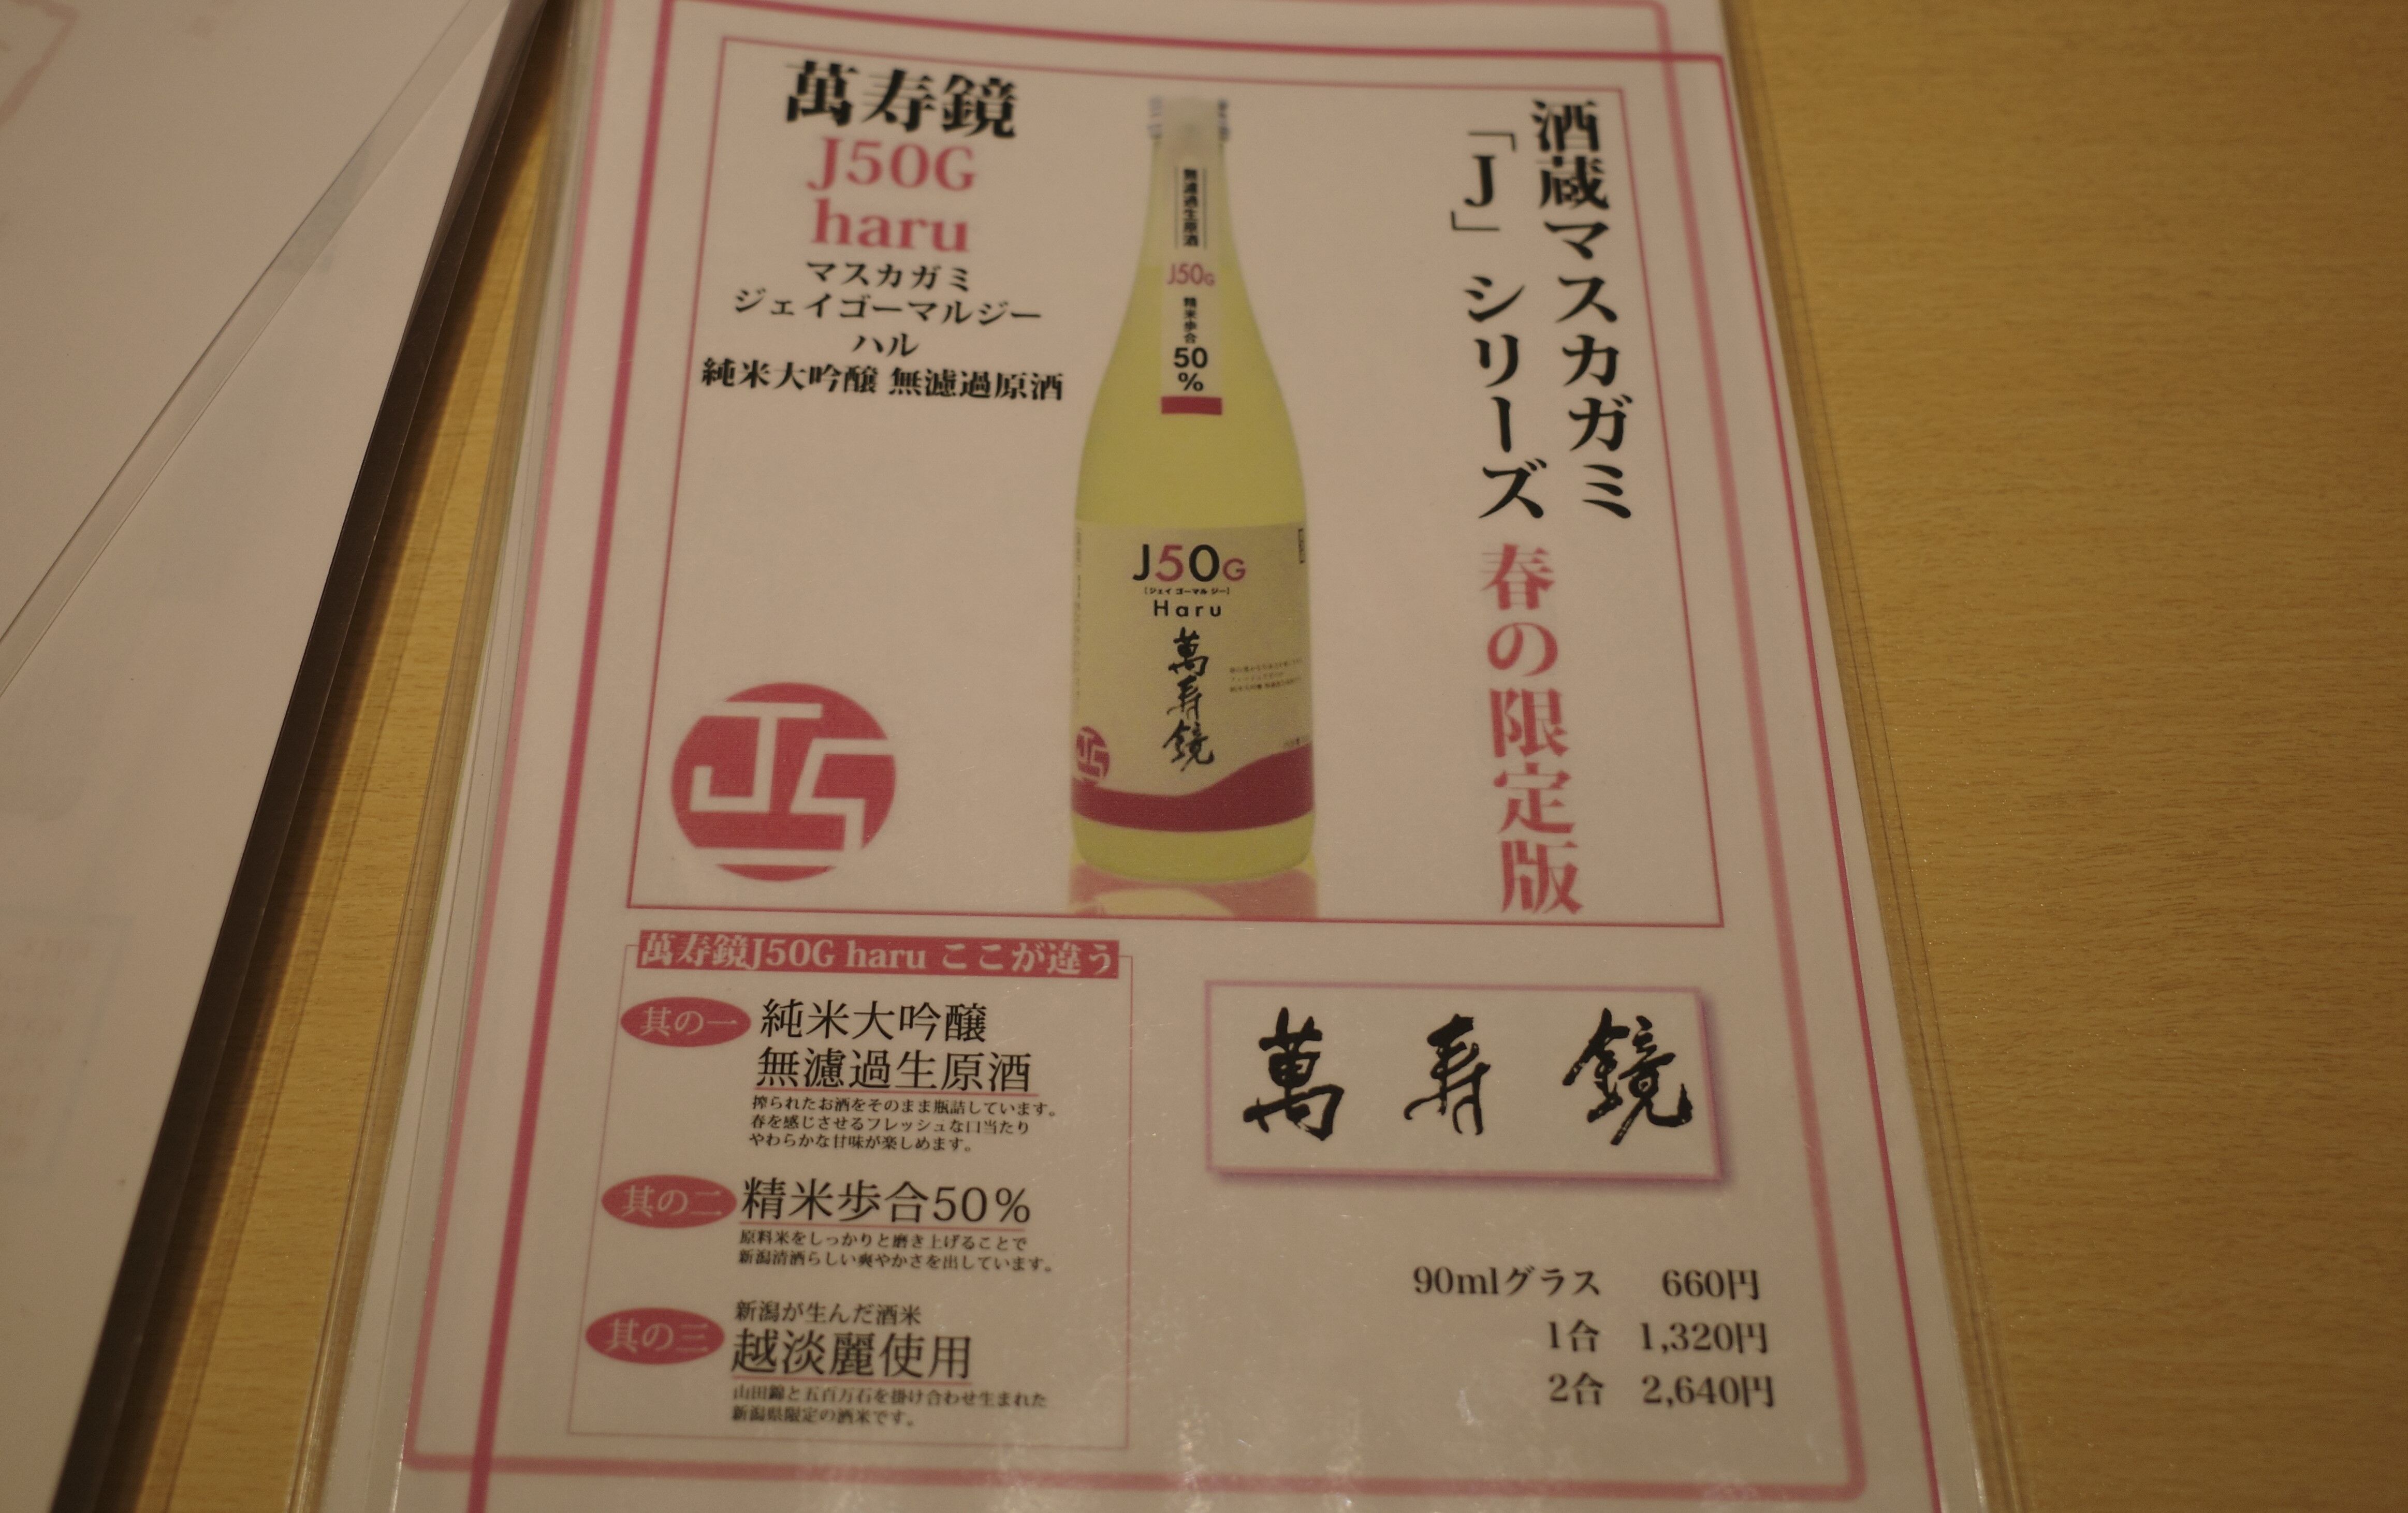 酒蔵マスカガミ
「J」シリーズ 春の限定版
萬寿鏡
J50G
haru
マスカガミ
ジェイゴーマルジー
ハル
純米大吟醸 無濾過原酒
無濾過生原酒
J50G
精米歩合
50
%
J50G
［ジェイ ゴーマル ジー］
Haru
萬寿鏡
萬寿鏡J50G haru ここが違う
其の一
純米大吟醸
無濾過生原酒
搾られたお酒をそのまま瓶詰しています。
春を感じさせるフレッシュな口当たり
やわらかな甘味が楽しめます。
其の二
精米歩合50%
原料米をしっかりと磨き上げることで
新潟清酒らしい爽やかさを出しています。
其の三
新潟が生んだ酒米
越淡麗使用
山田錦と五百万石を掛け合わせ生まれた
新潟県限定の酒米です。
萬寿鏡
90mlグラス 660円
1合 1,320円
2合 2,640円